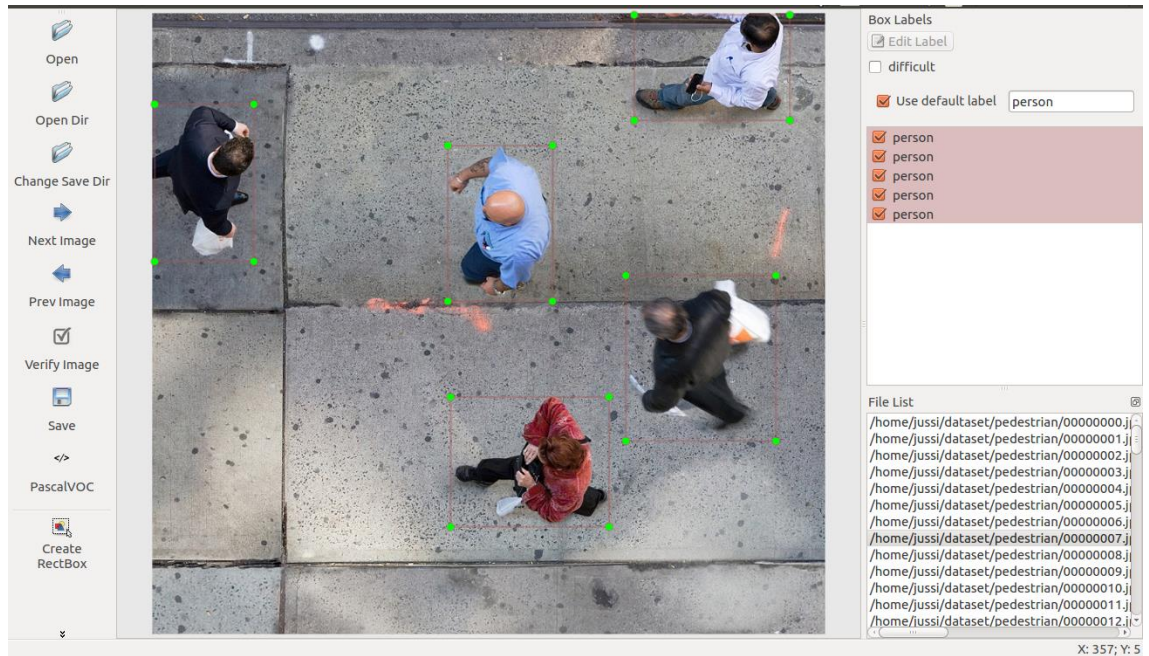 Open
Open Dir
Change Save Dir
Next Image
Prev Image
Verify Image
Save
</>
PascalVOC
Create
RectBox
Box Labels
Edit Label
difficult
Use default label person
person
person
person
person
person
File List
/home/jussi/dataset/pedestrian/00000000.j
/home/jussi/dataset/pedestrian/00000001.j
/home/jussi/dataset/pedestrian/00000002.j
/home/jussi/dataset/pedestrian/00000003.j
/home/jussi/dataset/pedestrian/00000004.j
/home/jussi/dataset/pedestrian/00000005.j
/home/jussi/dataset/pedestrian/00000006.j
/home/jussi/dataset/pedestrian/00000007.j
/home/jussi/dataset/pedestrian/00000008.j
/home/jussi/dataset/pedestrian/00000009.j
/home/jussi/dataset/pedestrian/00000010.j
/home/jussi/dataset/pedestrian/00000011.j
/home/jussi/dataset/pedestrian/00000012.j
X: 357; Y: 5